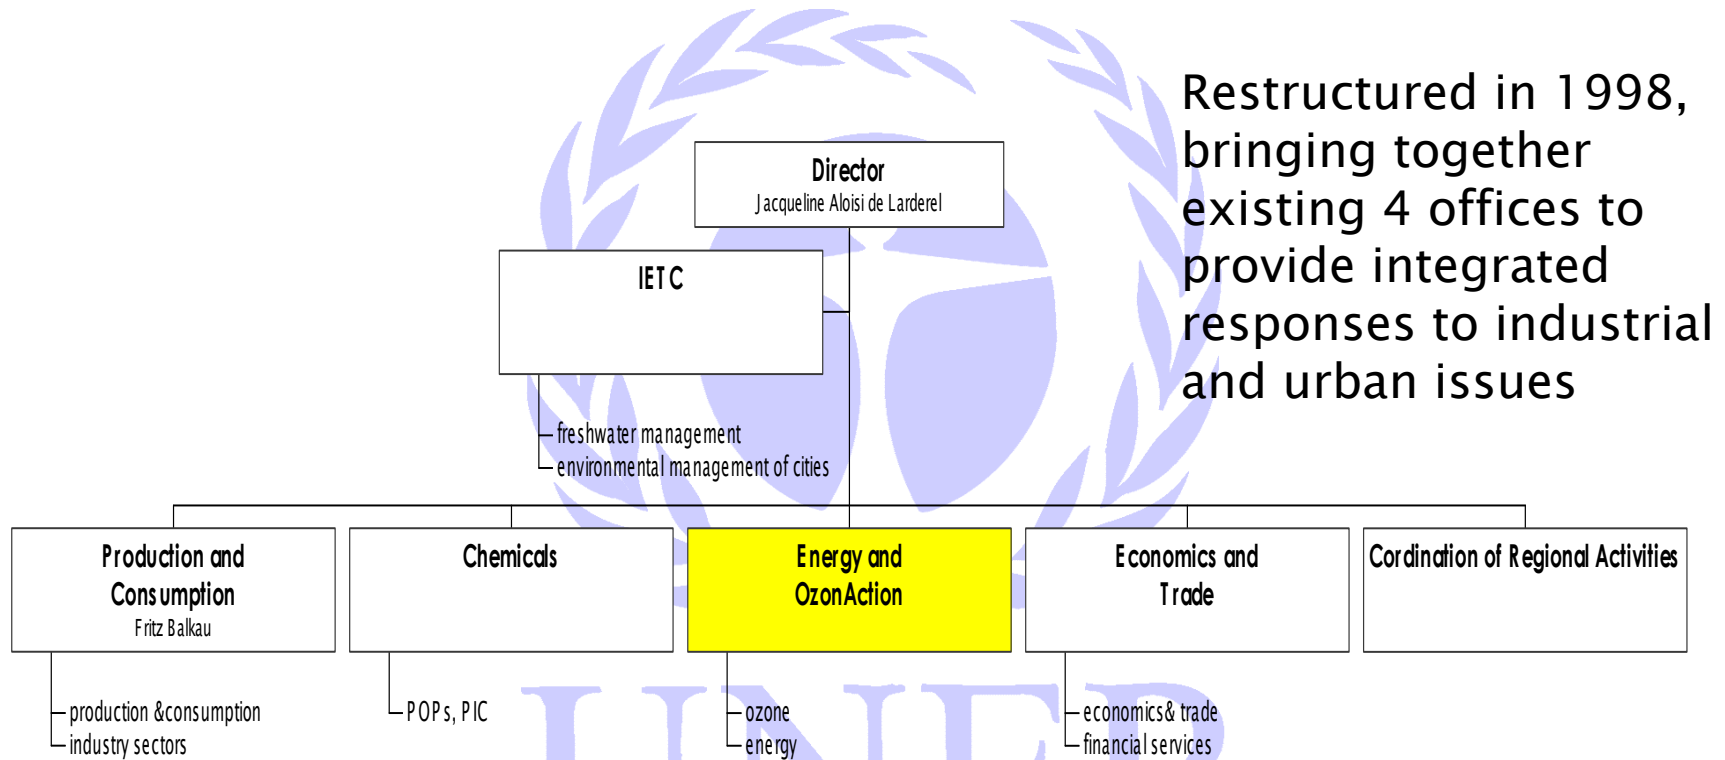 Restructured in 1998,
bringing together
existing 4 offices to
provide integrated
responses to industrial
and urban issues
Director
Jacqueline Aloisi de Larderel
IETC
freshwater management
environmental management of cities
Production and
Consumption
Fritz Balkau
production &consumption
industry sectors
Chemicals
POPs, PIC
Energy and
OzonAction
ozone
energy
Economics and
Trade
economics& trade
financial services
Cordination of Regional Activities
UNEP